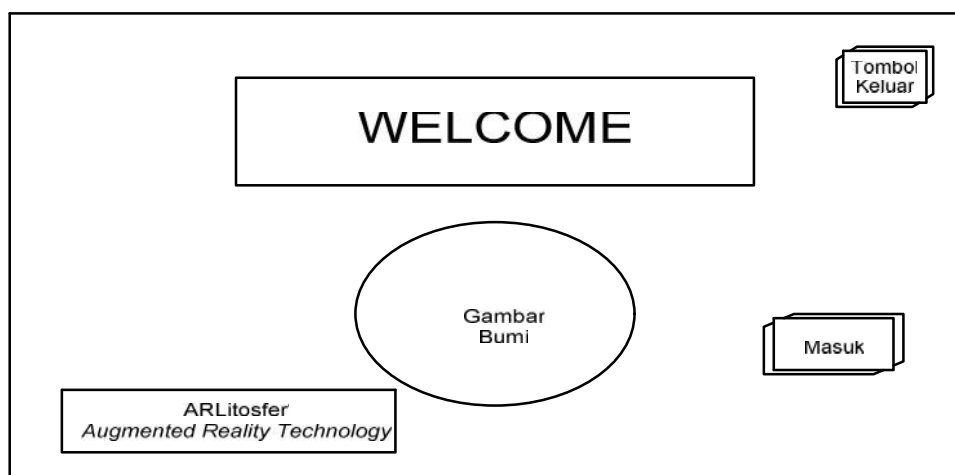 Tombol
Keluar
WELCOME
Gambar
Bumi
Masuk
ARLitosfer
Augmented Reality Technology